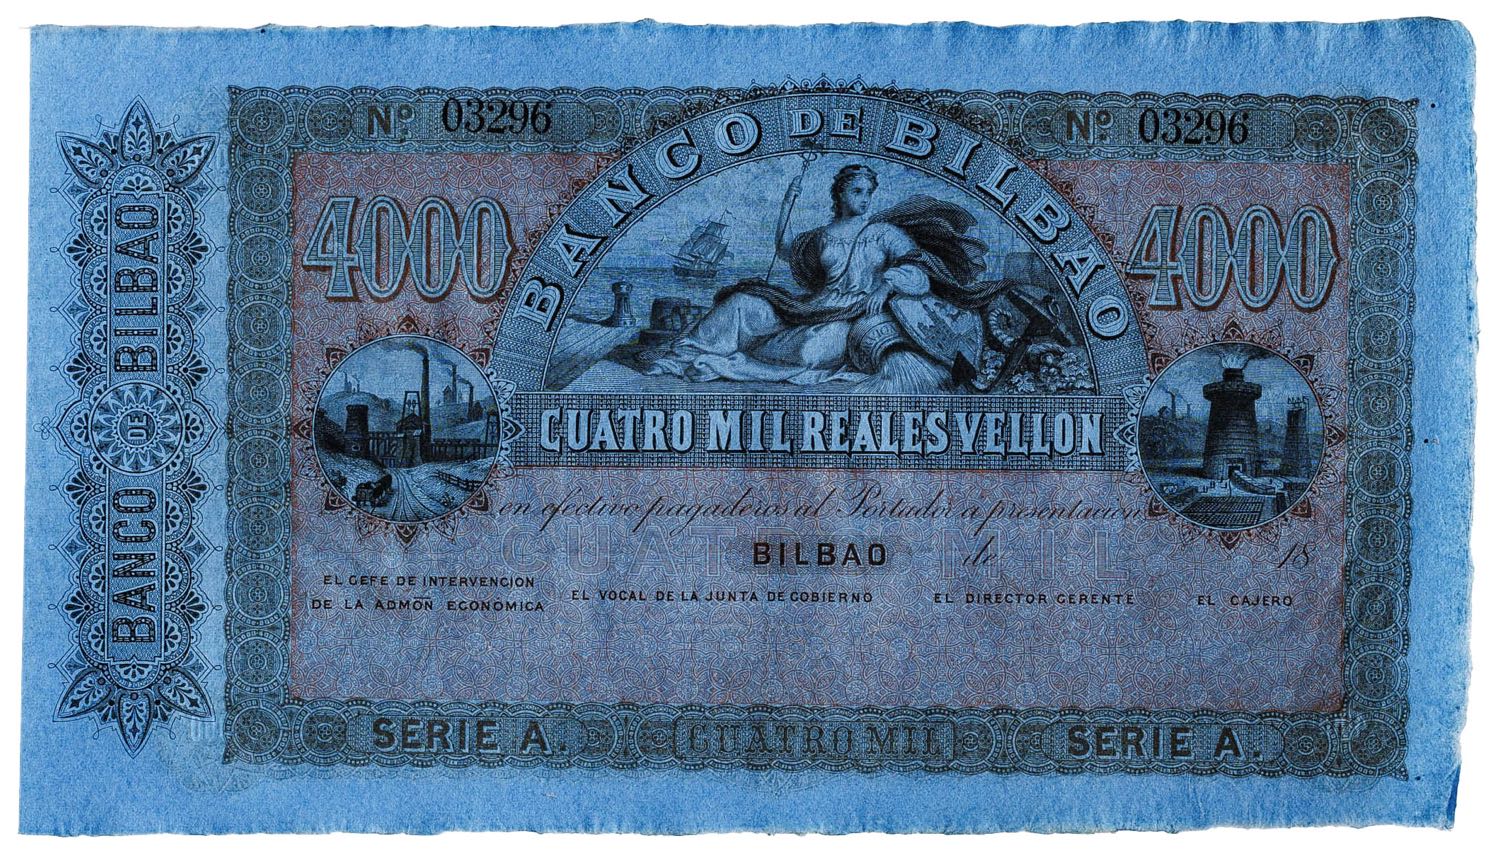 BANCO DE BILBAO
Nº 03296
Nº 03296
BANCO DE BILBAO
4000
4000
CUATRO MIL REALES VELLON
en efectivo pagaderos al Portador á presentacion
CUATRO MIL
BILBAO de 18
EL GEFE DE INTERVENCION
DE LA ADMON ECONOMICA
EL VOCAL DE LA JUNTA DE GOBIERNO
EL DIRECTOR GERENTE
EL CAJERO
SERIE A.
CUATRO MIL
SERIE A.